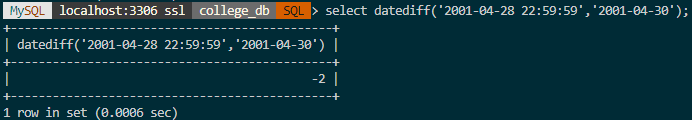 MySQL localhost:3306 ssl college_db SQL > select datediff('2001-04-28 22:59:59','2001-04-30');
+----------------------------------------------+
| datediff('2001-04-28 22:59:59','2001-04-30') |
+----------------------------------------------+
|                                           -2 |
+----------------------------------------------+
1 row in set (0.0006 sec)